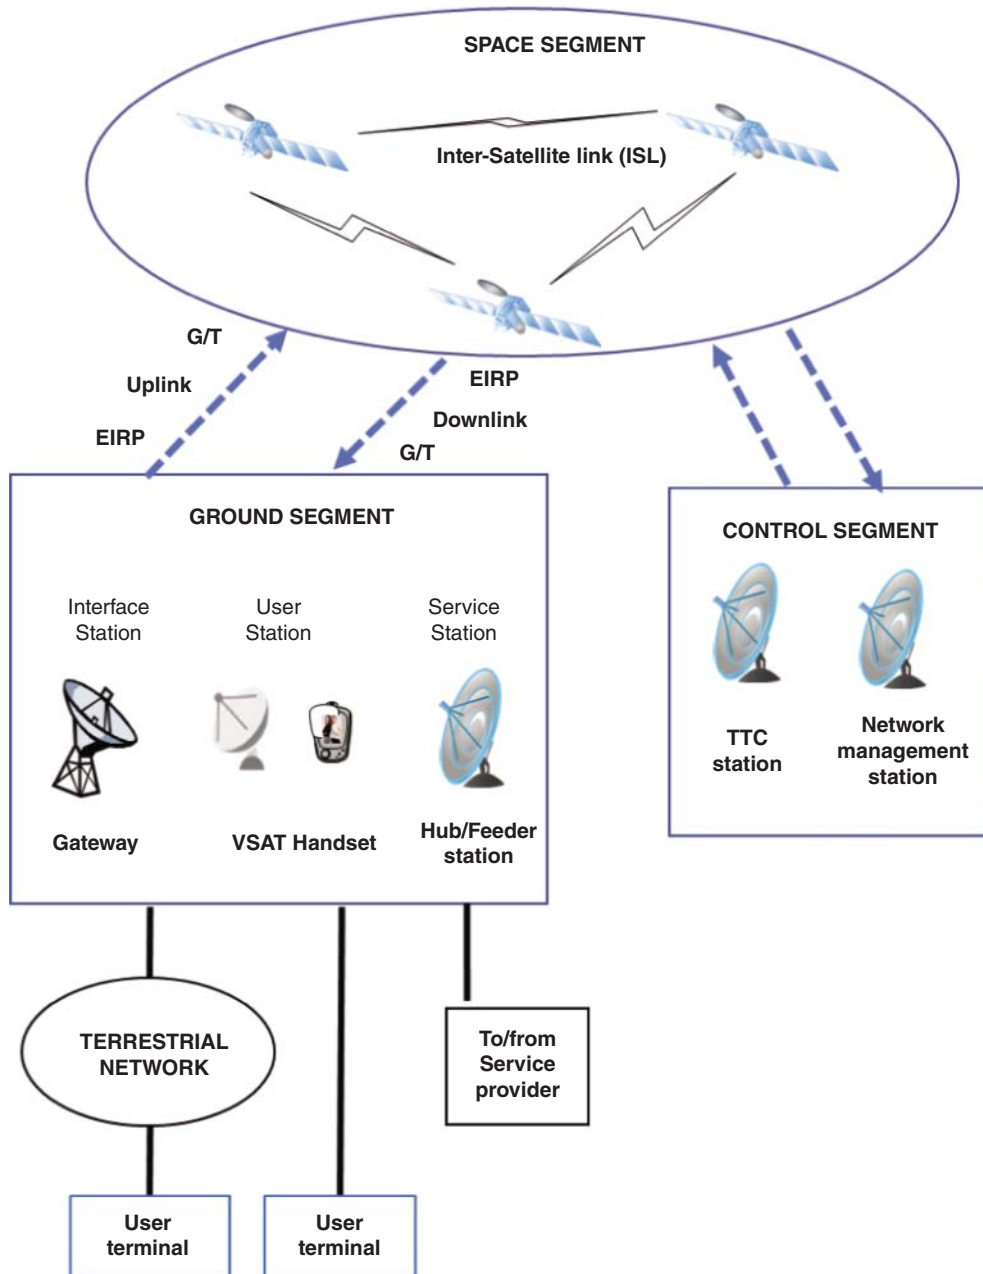 SPACE SEGMENT
Inter-Satellite link (ISL)
G/T
Uplink
EIRP
EIRP
Downlink
G/T
GROUND SEGMENT
Interface
Station
User
Station
Service
Station
Gateway
VSAT Handset
Hub/Feeder
station
CONTROL SEGMENT
TTC
station
Network
management
station
TERRESTRIAL
NETWORK
To/from
Service
provider
User
terminal
User
terminal